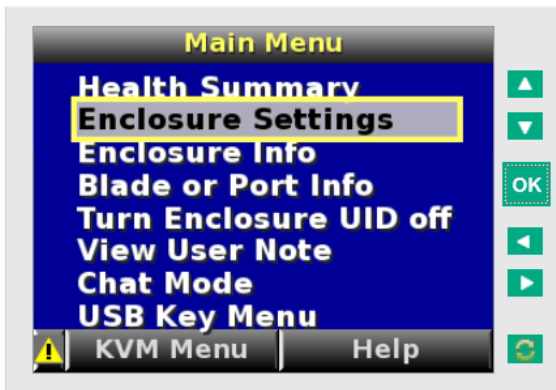 Main Menu
Health Summary
Enclosure Settings
Enclosure Info
Blade or Port Info
OK
Turn Enclosure UID off
View User Note
Chat Mode
USB Key Menu
KVM Menu Help